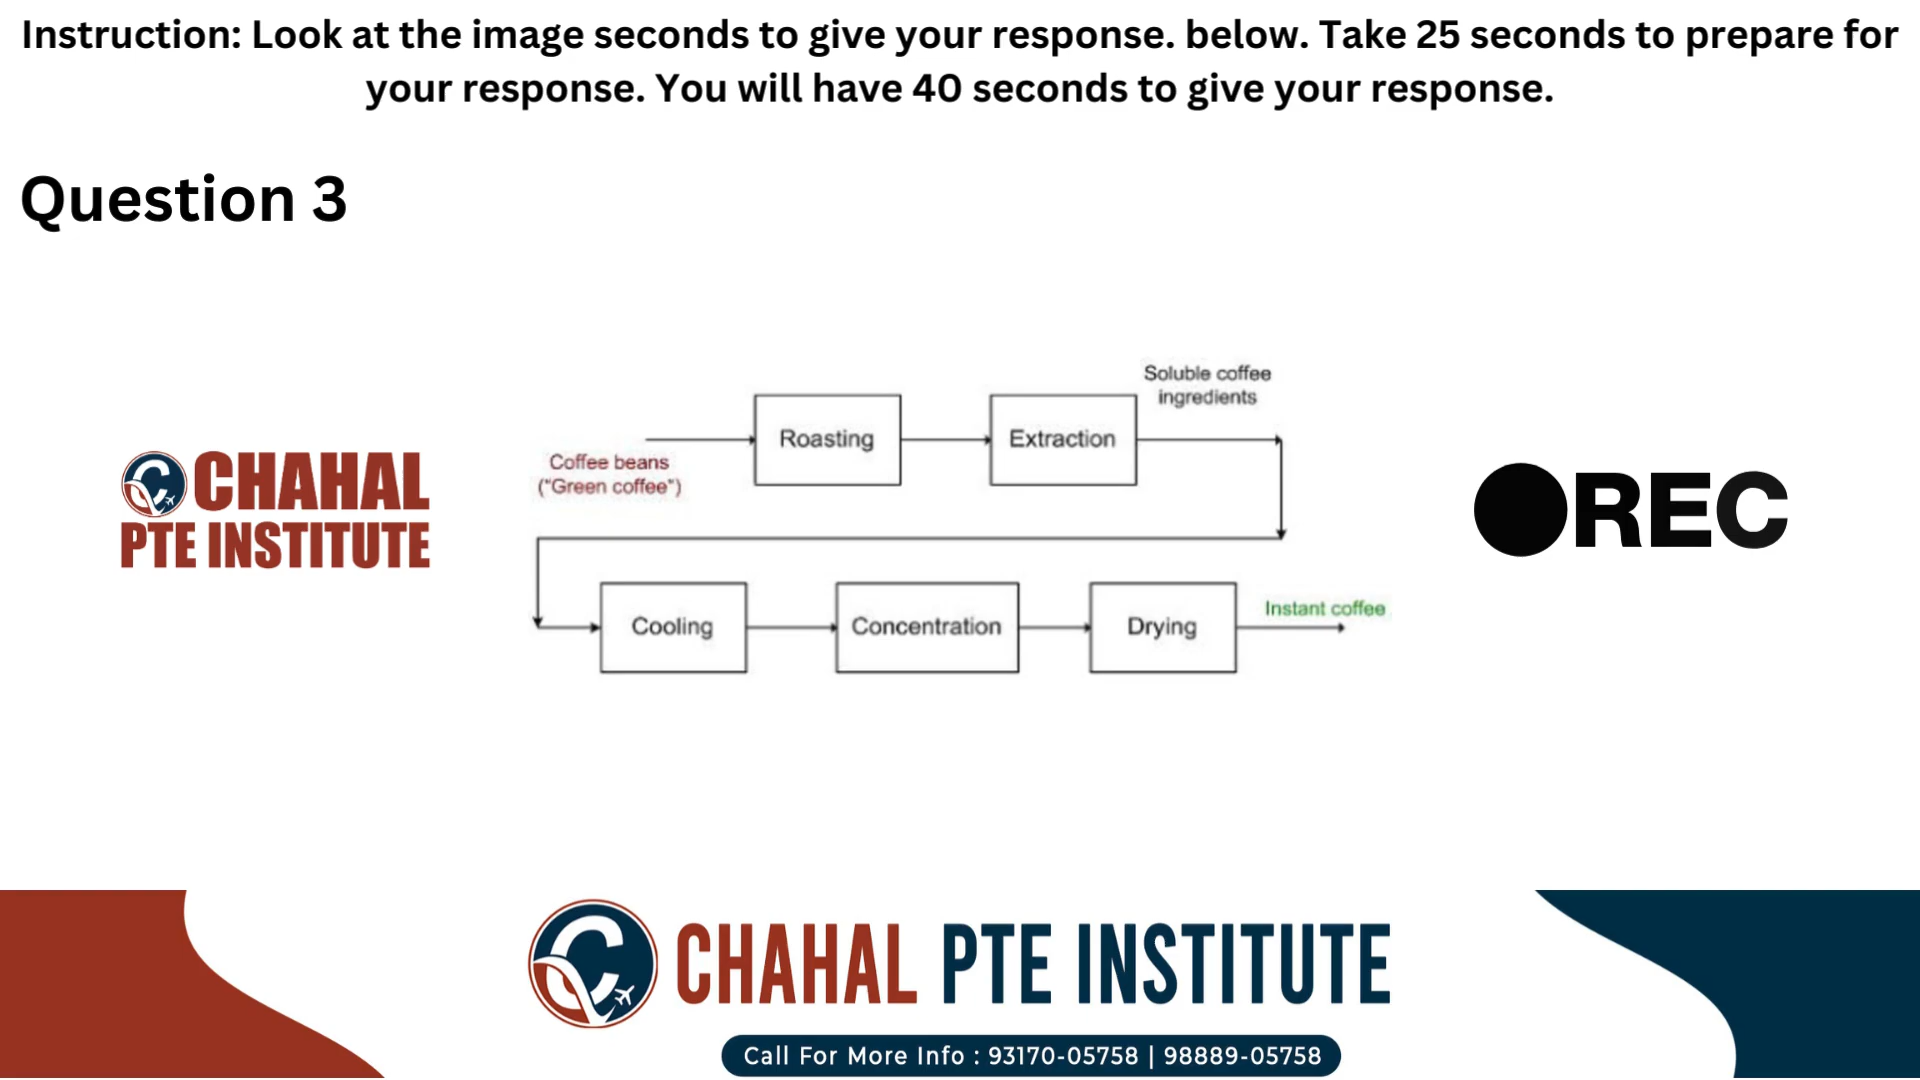 Instruction: Look at the image seconds to give your response. below. Take 25 seconds to prepare for
your response. You will have 40 seconds to give your response.
Question 3
Soluble coffee
ingredients
Roasting
Extraction
Coffee beans
("Green coffee")
CHAHAL
PTE INSTITUTE
REC
Cooling
Concentration
Drying
Instant coffee
CHAHAL PTE INSTITUTE
Call For More Info : 93170-05758 | 98889-05758